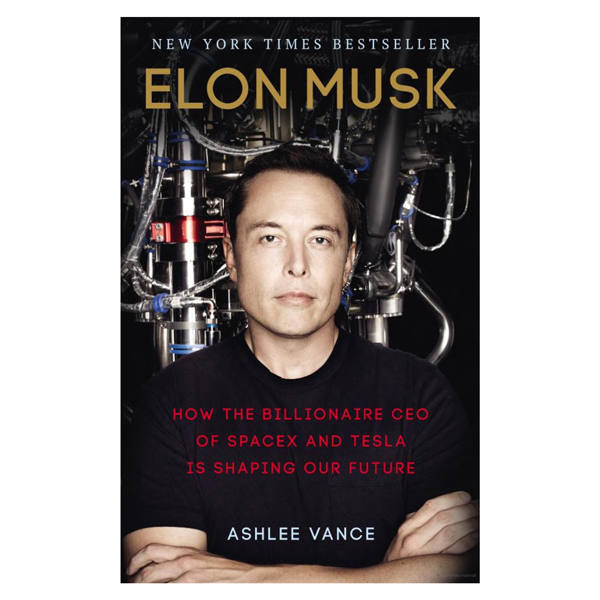 NEW YORK TIMES BESTSELLER
ELON MUSK
HOW THE BILLIONAIRE CEO
OF SPACEX AND TESLA
IS SHAPING OUR FUTURE
ASHLEE VANCE